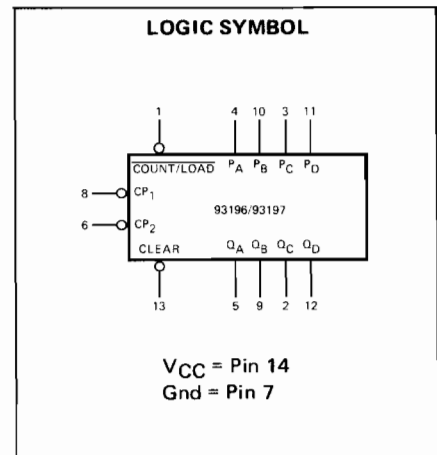 LOGIC SYMBOL
1 4 10 3 11
COUNT/LOAD PA PB PC PD
8 CP1
93196/93197
6 CP2
CLEAR QA QB QC QD
13 5 9 2 12
VCC = Pin 14
Gnd = Pin 7